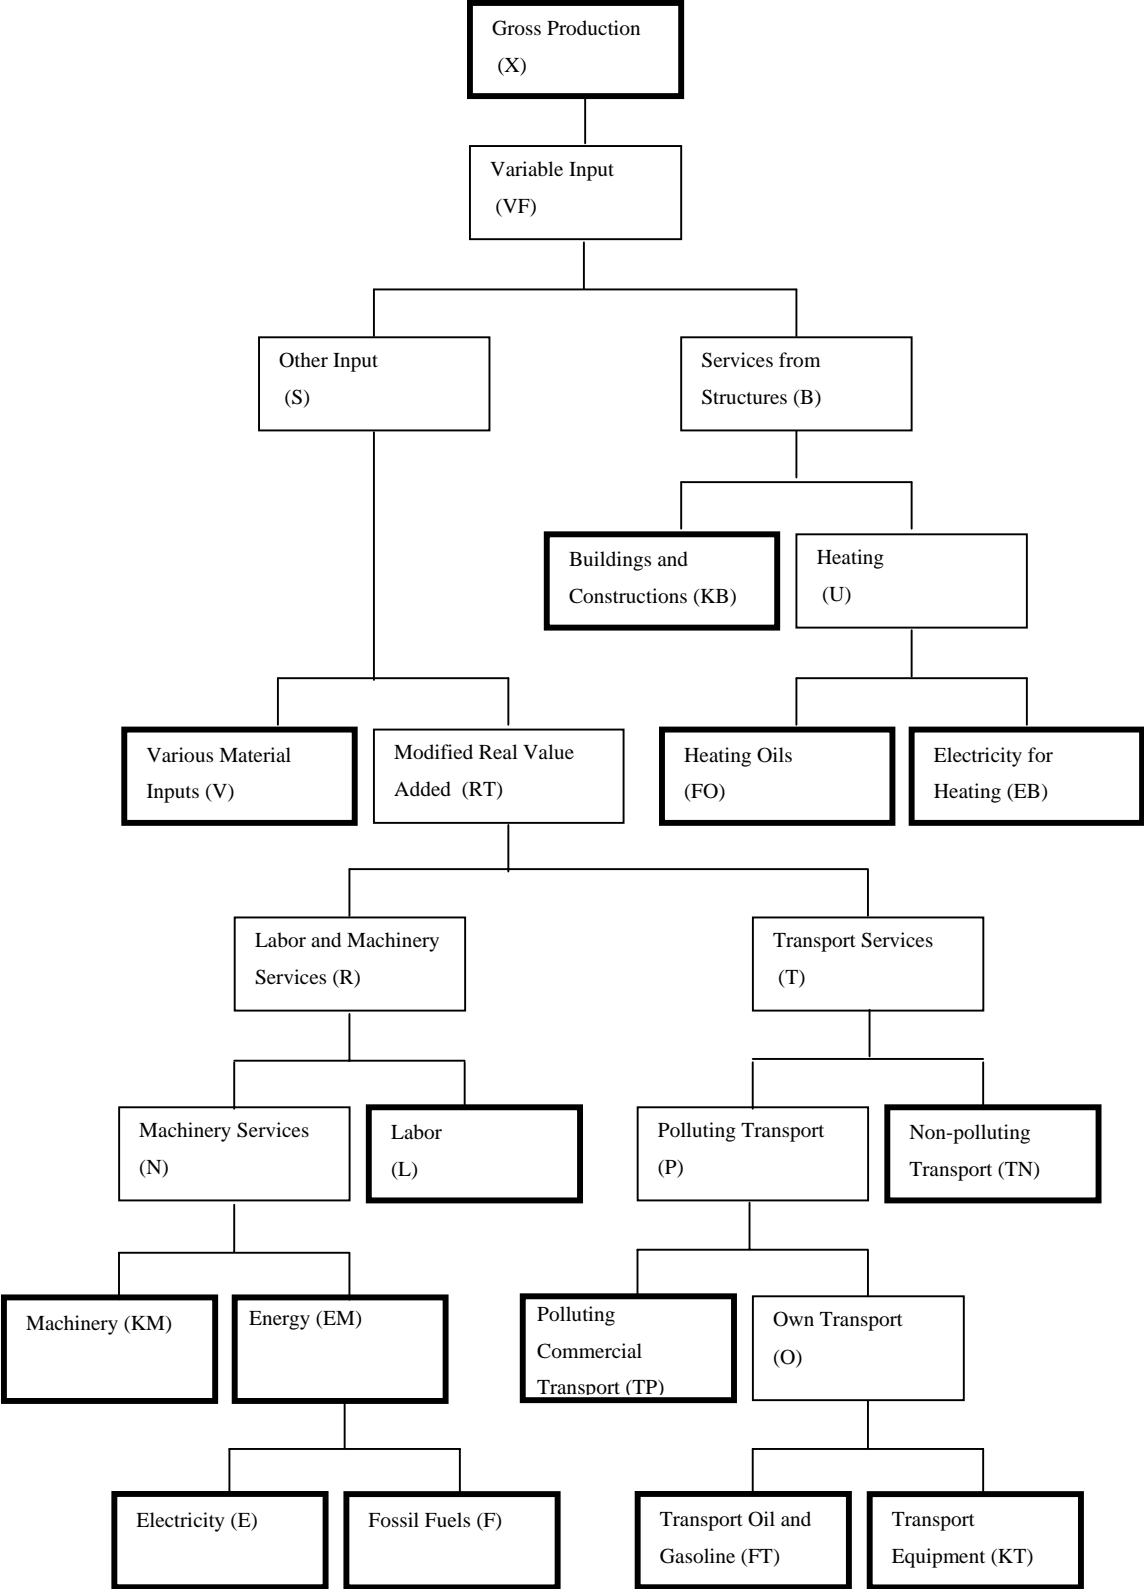 Gross Production
(X)
Variable Input
(VF)
Other Input
(S)
Services from
Structures (B)
Buildings and
Constructions (KB)
Heating
(U)
Various Material
Inputs (V)
Modified Real Value
Added (RT)
Heating Oils
(FO)
Electricity for
Heating (EB)
Labor and Machinery
Services (R)
Transport Services
(T)
Machinery Services
(N)
Labor
(L)
Polluting Transport
(P)
Non-polluting
Transport (TN)
Machinery (KM)
Energy (EM)
Polluting
Commercial
Transport (TP)
Own Transport
(O)
Electricity (E)
Fossil Fuels (F)
Transport Oil and
Gasoline (FT)
Transport
Equipment (KT)